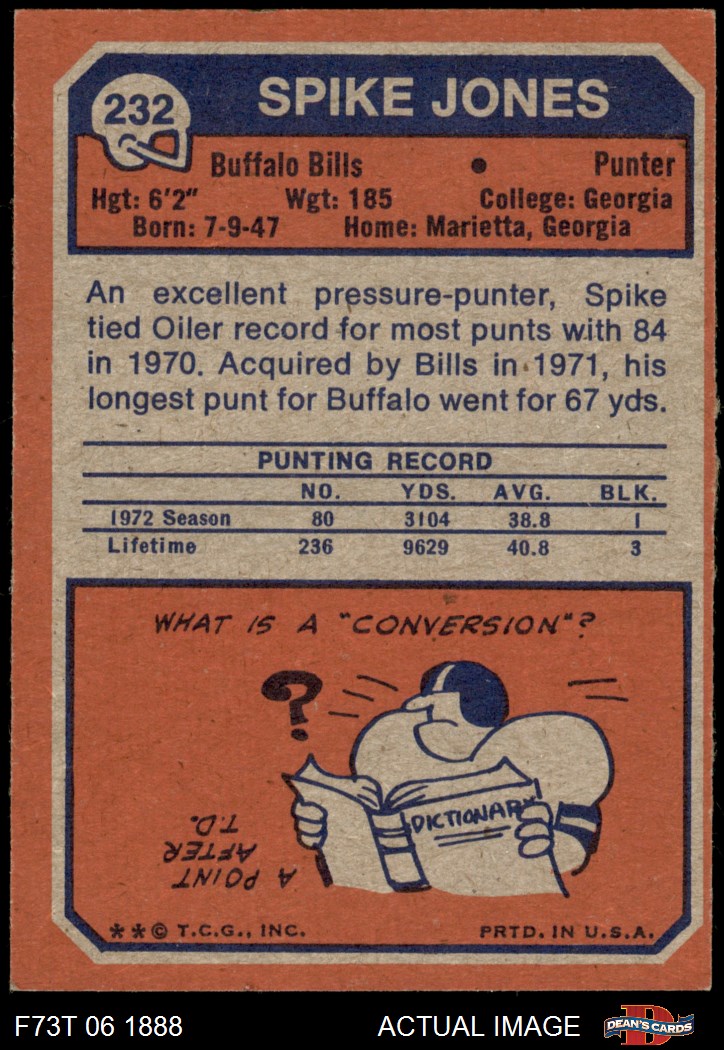 232
SPIKE JONES
Buffalo Bills • Punter
Hgt: 6'2" Wgt: 185 College: Georgia
Born: 7-9-47 Home: Marietta, Georgia
An excellent pressure-punter, Spike
tied Oiler record for most punts with 84
in 1970. Acquired by Bills in 1971, his
longest punt for Buffalo went for 67 yds.
PUNTING RECORD
NO. YDS. AVG. BLK.
1972 Season 80 3104 38.8 1
Lifetime 236 9629 40.8 3
WHAT IS A "CONVERSION"?
?
DICTIONARY
A POINT
AFTER
T.D.
**© T.C.G., INC. PRTD. IN U.S.A.
F73T 06 1888 ACTUAL IMAGE D DEAN'S CARDS